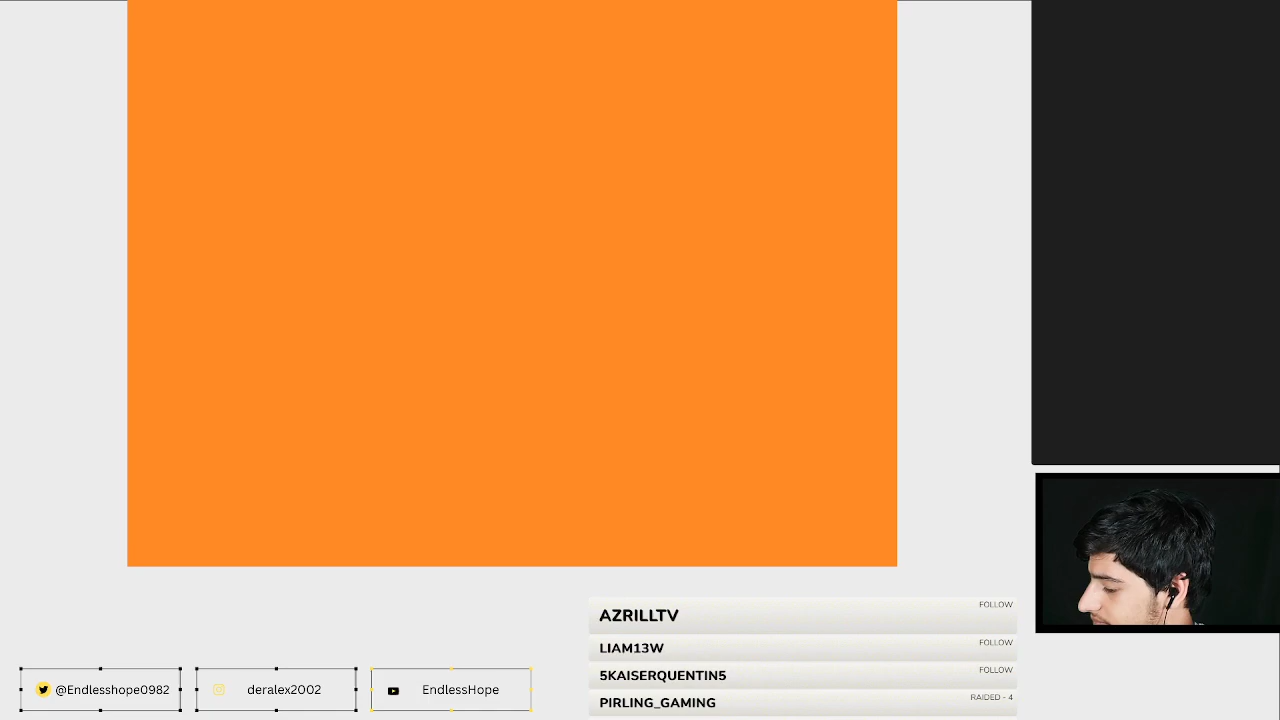 AZRILLTV FOLLOW
LIAM13W FOLLOW
5KAISERQUENTIN5 FOLLOW
PIRLING_GAMING RAIDED - 4
@Endlesshope0982 deralex2002 EndlessHope